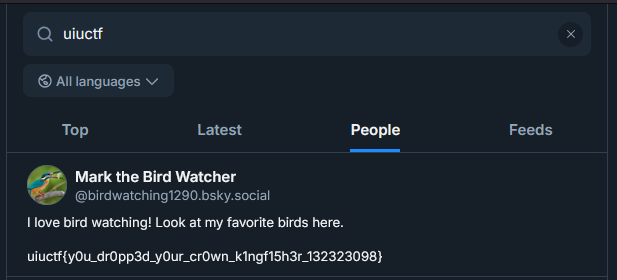 uiuctf
All languages
Top Latest People Feeds
Mark the Bird Watcher
@birdwatching1290.bsky.social
I love bird watching! Look at my favorite birds here.
uiuctf{y0u_dr0pp3d_y0ur_cr0wn_k1ngf15h3r_132323098}